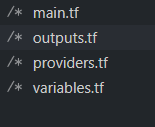 /* main.tf
/* outputs.tf
/* providers.tf
/* variables.tf